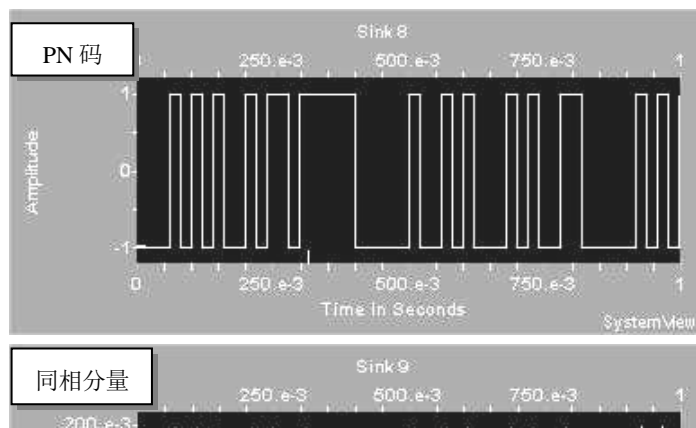 Sink 8
PN 码
250.e-3 500.e-3 750.e-3 1
1
0
-1
Amplitude
0 250.e-3 500.e-3 750.e-3 1
Time in Seconds
SystemView
Sink 9
同相分量
250.e-3 500.e-3 750.e-3 1
200.e-3